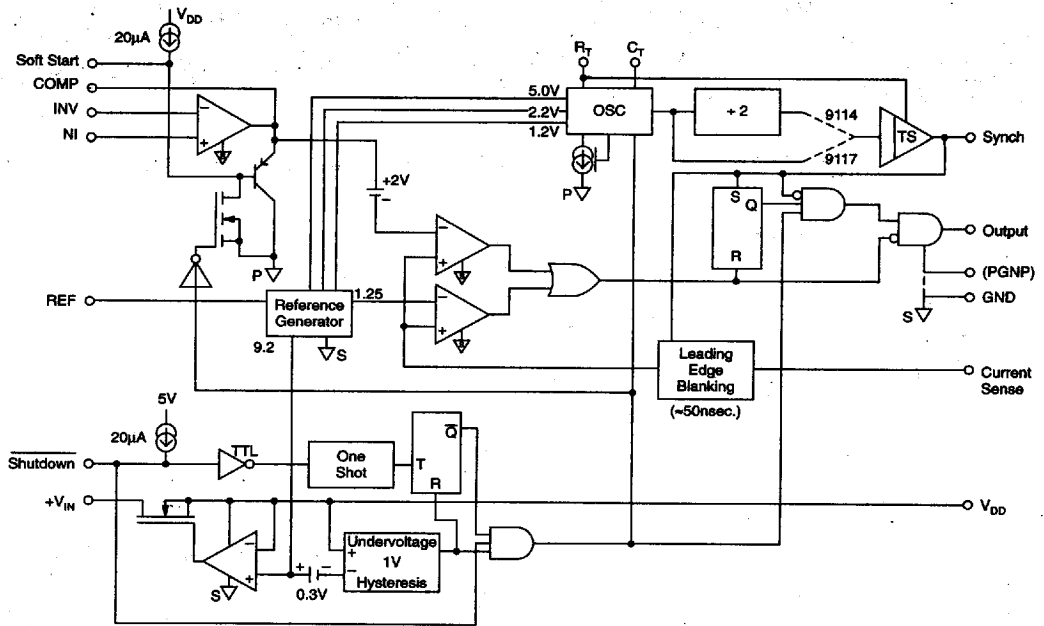 V_DD
20µA
Soft Start
COMP
INV
NI
−
+
+2V
−
P
R_T
C_T
5.0V
2.2V
1.2V
OSC
P
÷ 2
9114
9117
TS
Synch
S
Q
R
Output
(PGNP)
GND
S
REF
Reference
Generator
1.25
9.2
S
−
+
−
+
Leading
Edge
Blanking
(≈50nsec.)
Current
Sense
5V
20µA
Shutdown
TTL
One
Shot
T
Q
R
+V_IN
V_DD
−
+
S
+
−
0.3V
+
−
Undervoltage
1V
Hysteresis